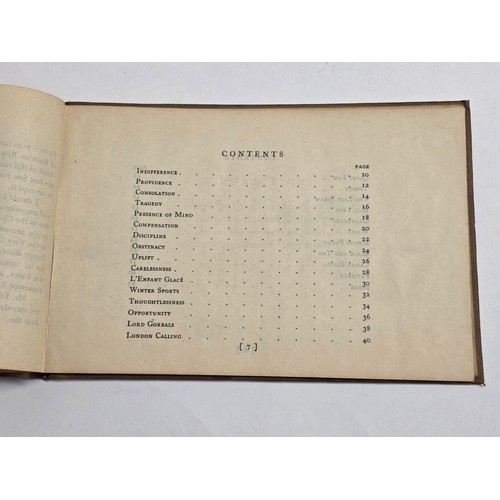 CONTENTS
PAGE
INDIFFERENCE . . . . . . . . 10
PROVIDENCE . . . . . . . . 12
CONSOLATION . . . . . . . . 14
TRAGEDY . . . . . . . . 16
PRESENCE OF MIND . . . . . . . 18
COMPENSATION . . . . . . . 20
DISCIPLINE . . . . . . . . 22
OBSTINACY . . . . . . . . 24
UPLIFT . . . . . . . . . 26
CARELESSNESS . . . . . . . . 28
L'ENFANT GLACÉ . . . . . . . 30
WINTER SPORTS . . . . . . . 32
THOUGHTLESSNESS . . . . . . . 34
OPPORTUNITY . . . . . . . . 36
LORD GORBALS . . . . . . . 38
LONDON CALLING . . . . . . . 40
[ 7 ]